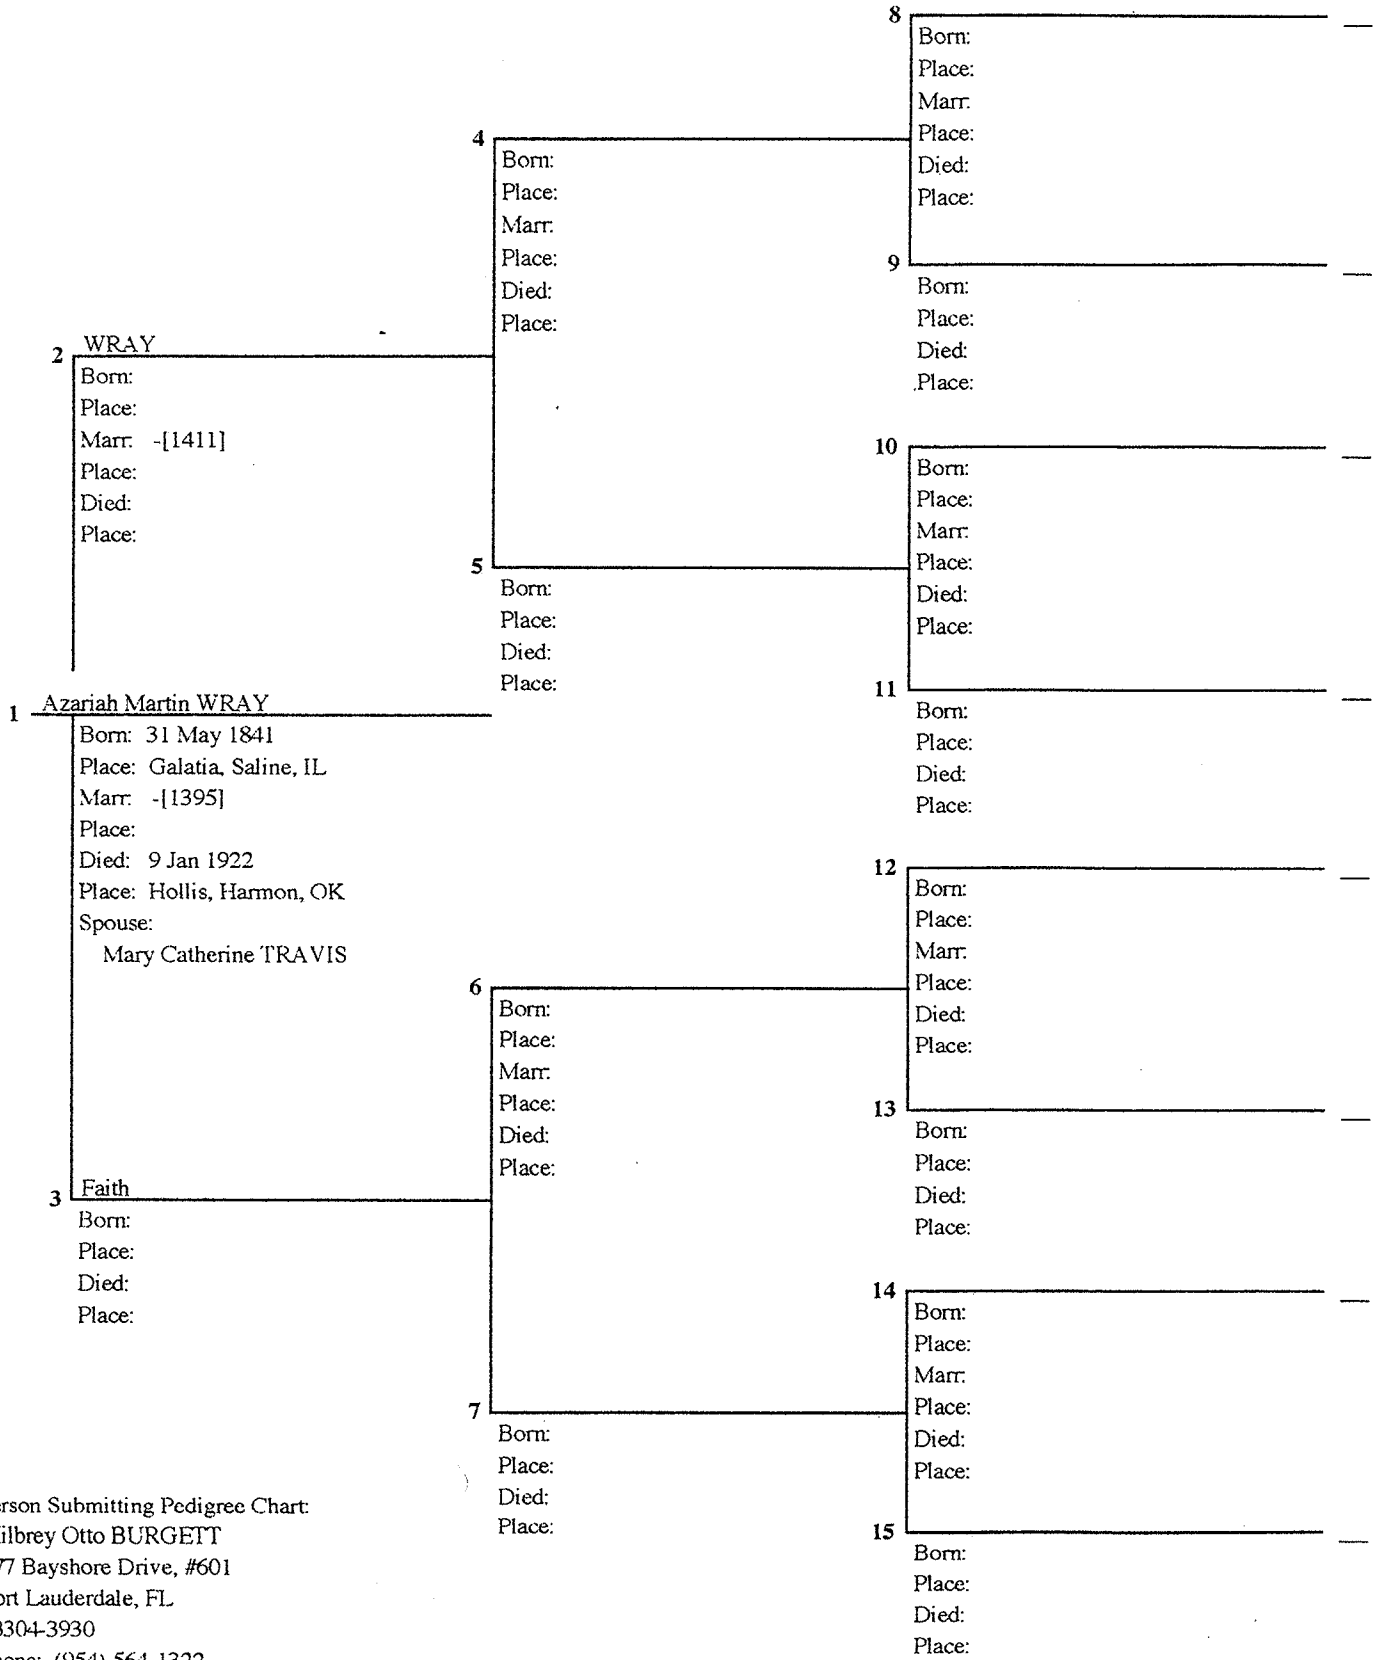 8
Born:
Place:
Marr:
Place:
Died:
Place:
4
Born:
Place:
Marr:
Place:
Died:
Place:
9
Born:
Place:
Died:
Place:
2 WRAY
Born:
Place:
Marr: -[1411]
Place:
Died:
Place:
10
Born:
Place:
Marr:
Place:
Died:
Place:
5
Born:
Place:
Died:
Place:
11
Born:
Place:
Died:
Place:
1 Azariah Martin WRAY
Born: 31 May 1841
Place: Galatia, Saline, IL
Marr: -[1395]
Place:
Died: 9 Jan 1922
Place: Hollis, Harmon, OK
Spouse:
Mary Catherine TRAVIS
12
Born:
Place:
Marr:
Place:
Died:
Place:
6
Born:
Place:
Marr:
Place:
Died:
Place:
13
Born:
Place:
Died:
Place:
3 Faith
Born:
Place:
Died:
Place:
14
Born:
Place:
Marr:
Place:
Died:
Place:
7
Born:
Place:
Died:
Place:
15
Born:
Place:
Died:
Place:
erson Submitting Pedigree Chart:
ilbrey Otto BURGETT
77 Bayshore Drive, #601
ort Lauderdale, FL
3304-3930
one: (954) 564-1322